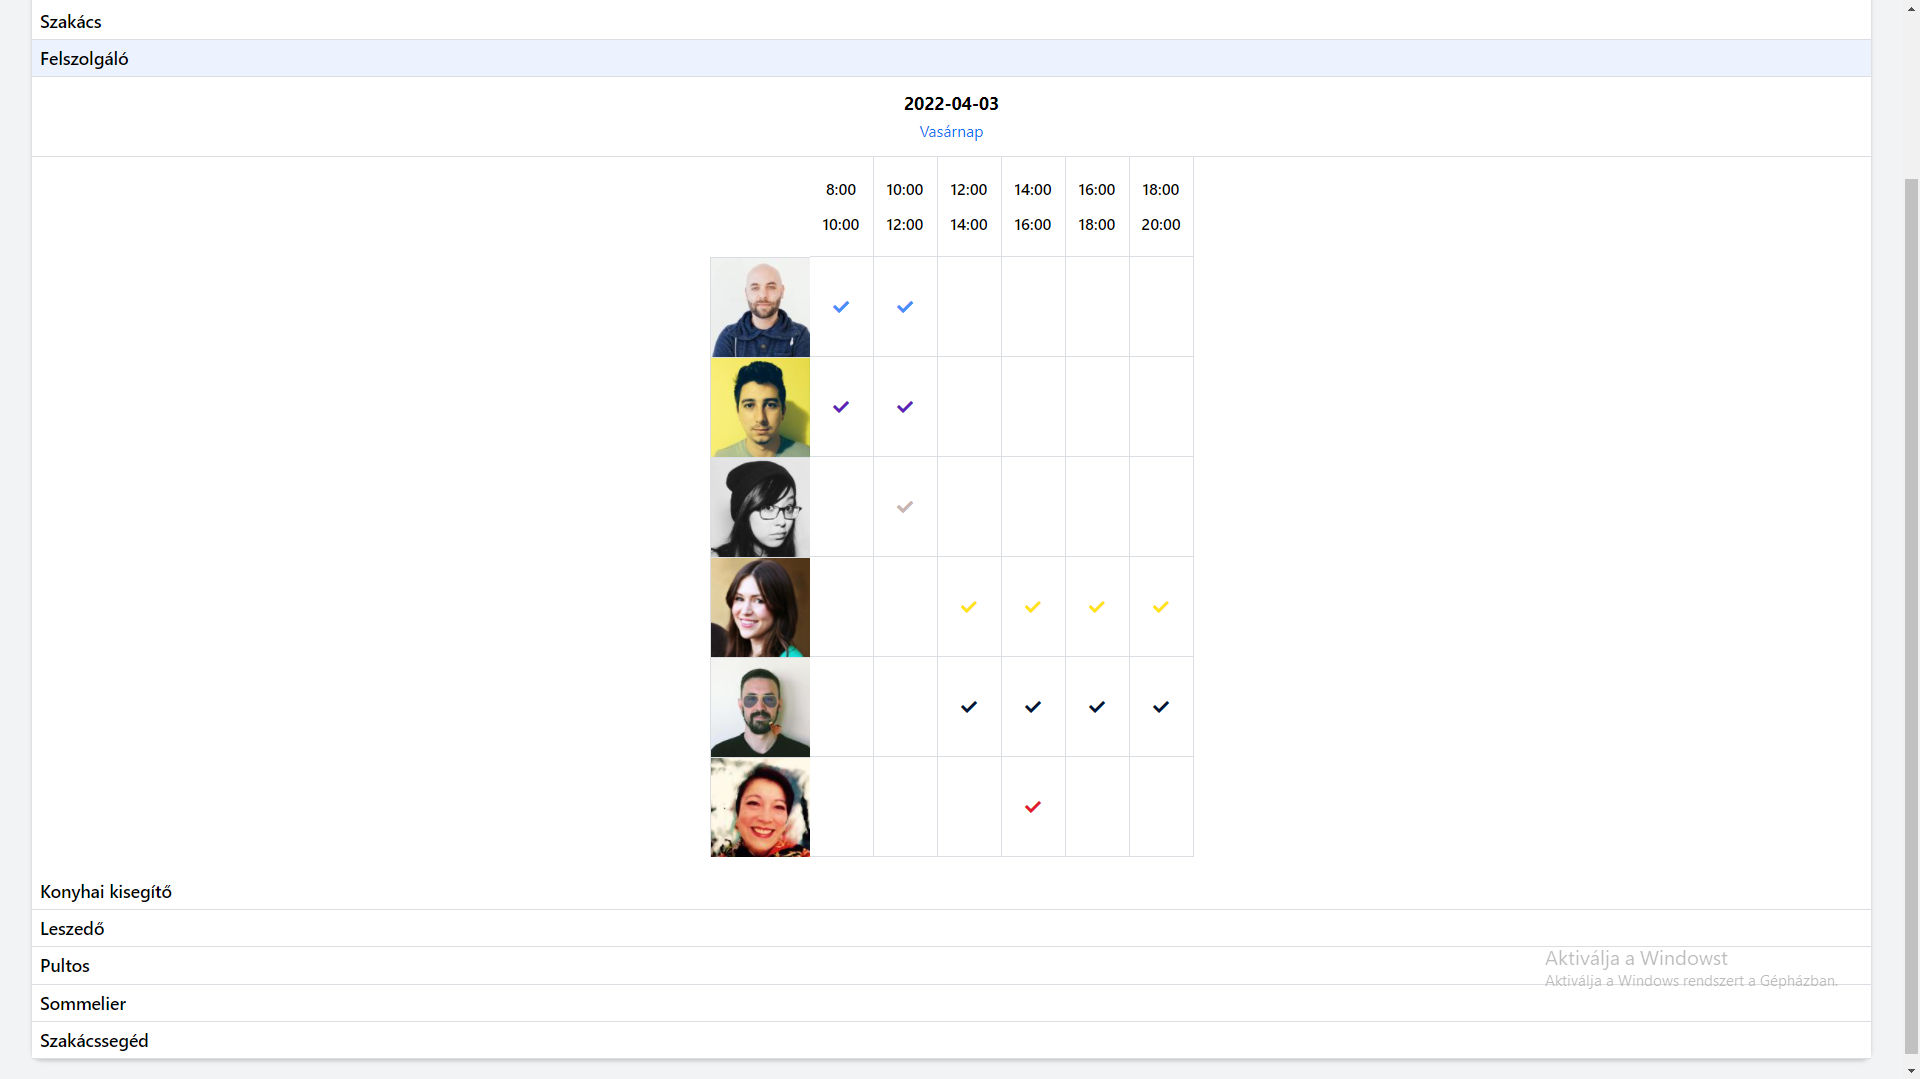 Szakács
Felszolgáló
2022-04-03
Vasárnap
8:00 10:00 12:00 14:00 16:00 18:00
10:00 12:00 14:00 16:00 18:00 20:00
Konyhai kisegítő
Leszedő
Pultos
Aktiválja a Windowst
Aktiválja a Windows rendszert a Gépházban.
Sommelier
Szakácssegéd